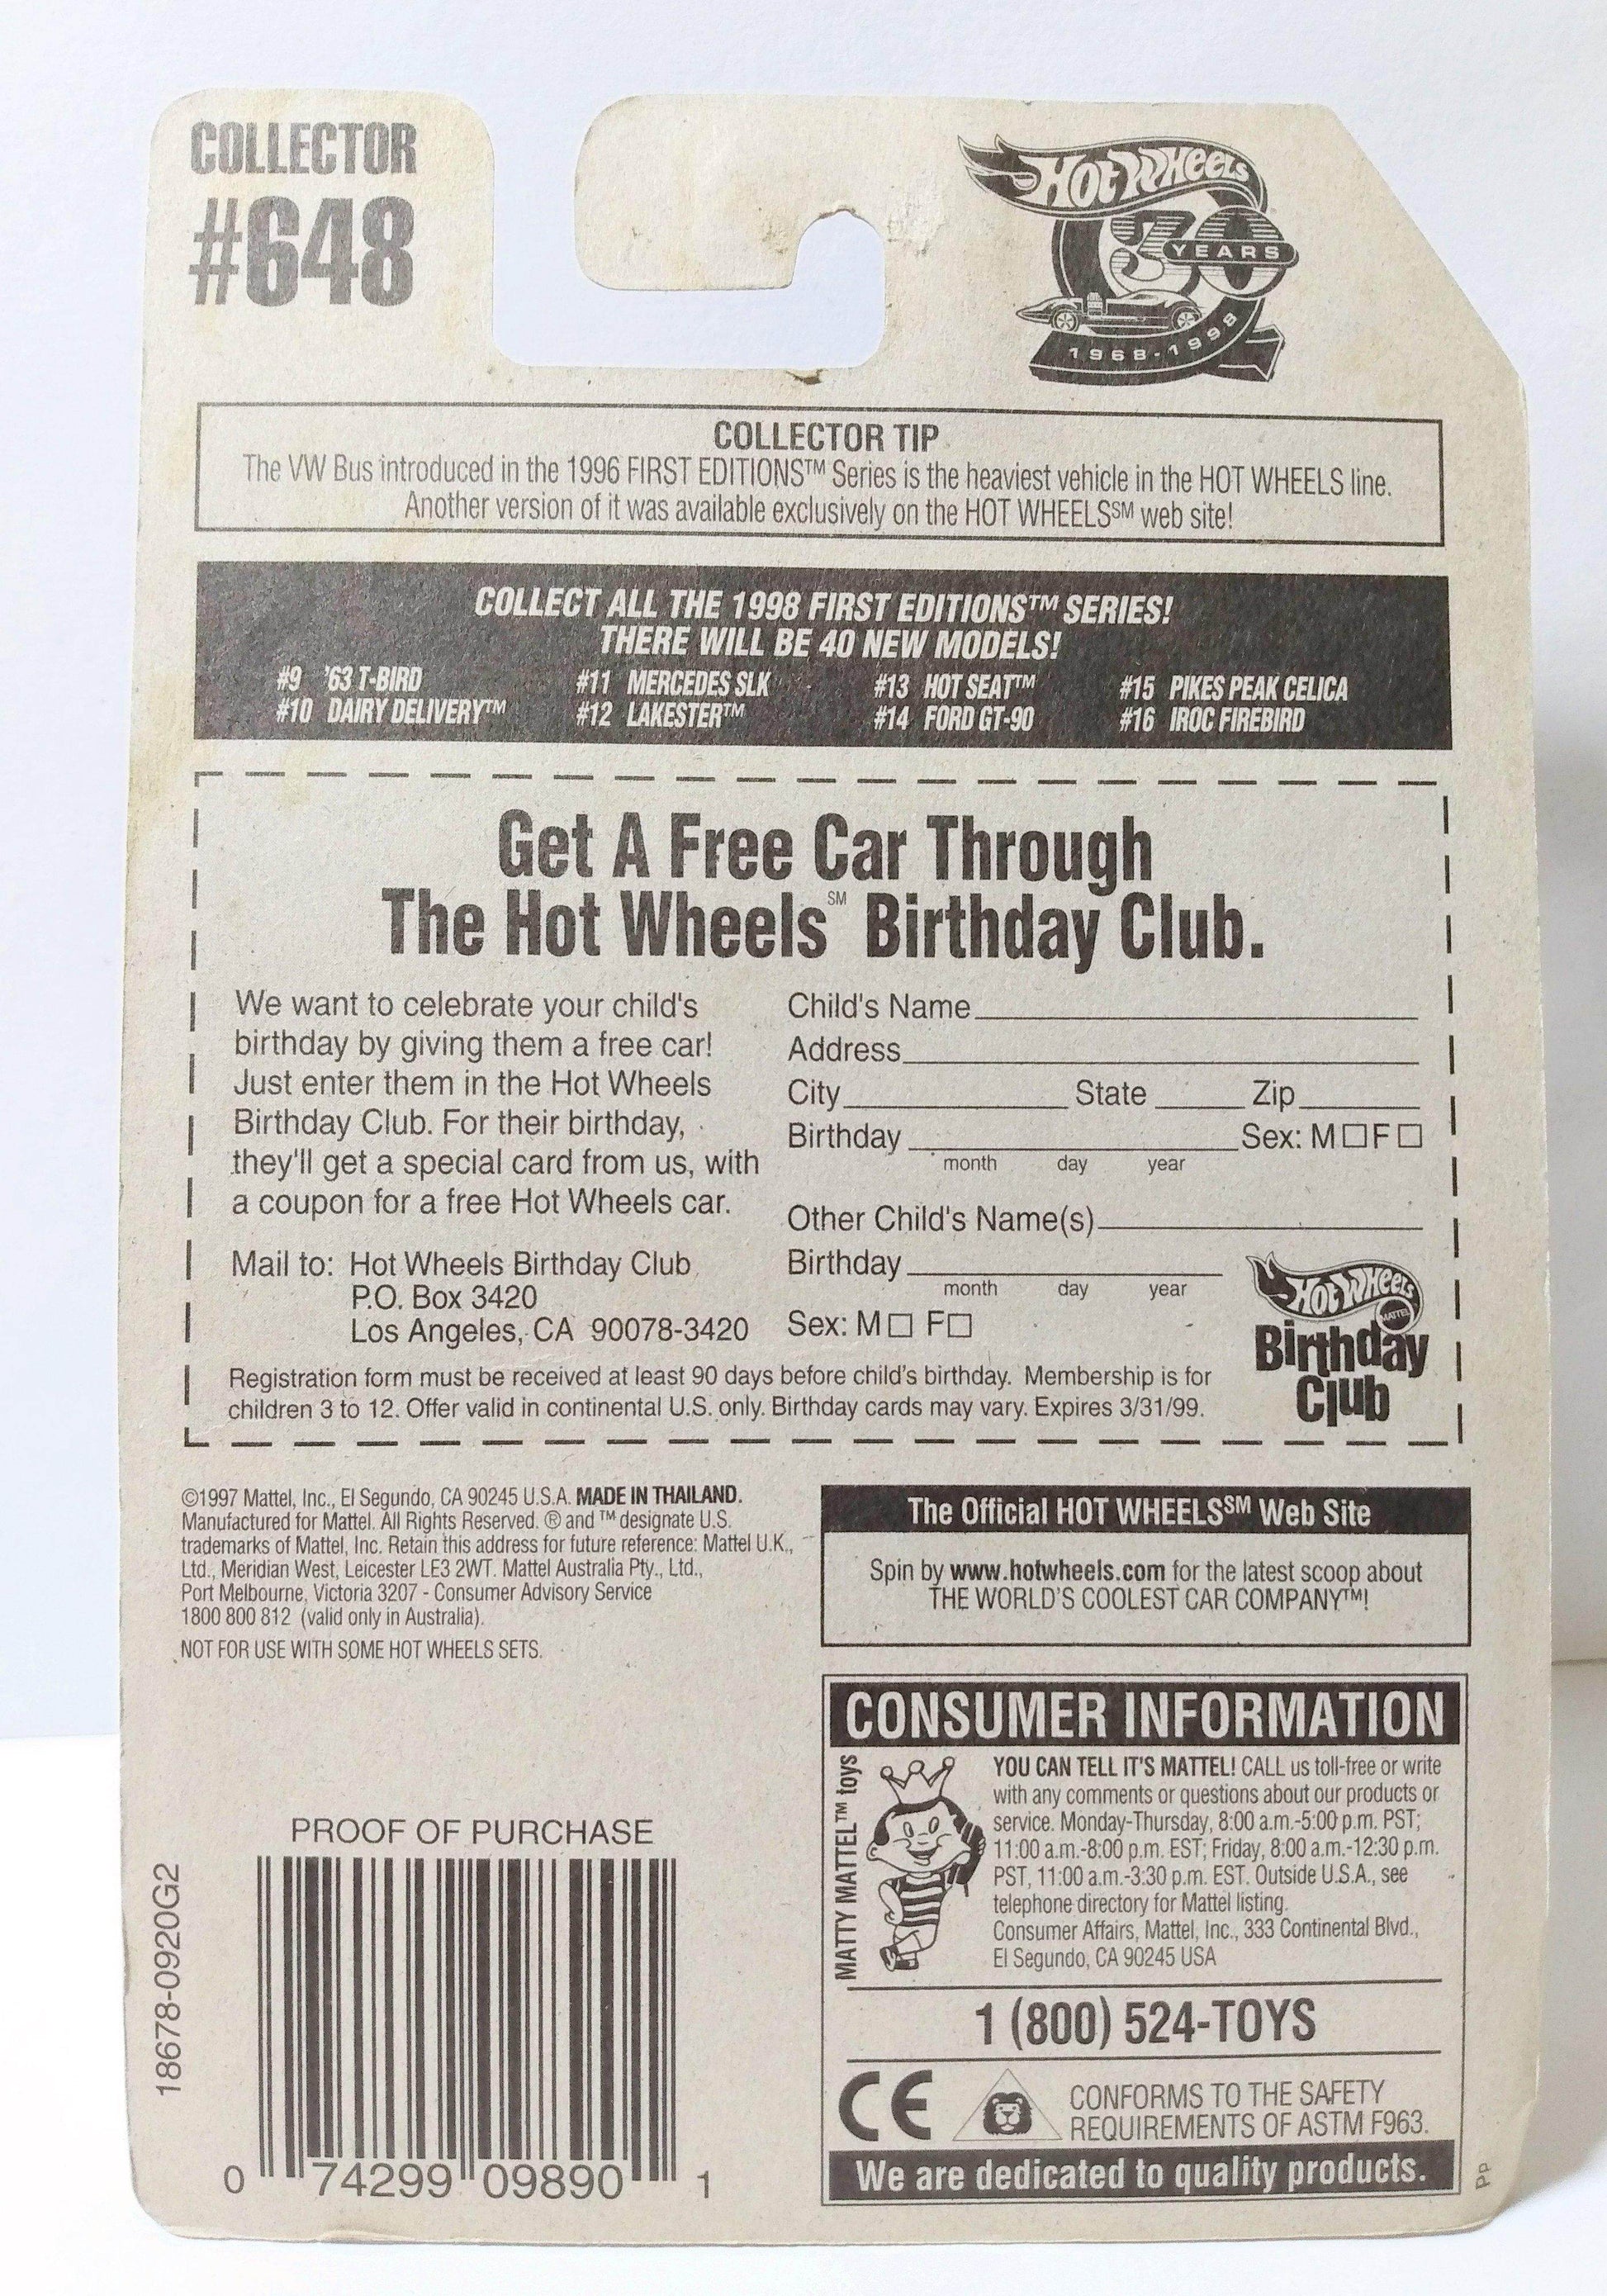 COLLECTOR
#648
HOT WHEELS
30
YEARS
1968-1998
COLLECTOR TIP
The VW Bus introduced in the 1996 FIRST EDITIONS™ Series is the heaviest vehicle in the HOT WHEELS line.
Another version of it was available exclusively on the HOT WHEELS℠ web site!
COLLECT ALL THE 1998 FIRST EDITIONS™ SERIES!
THERE WILL BE 40 NEW MODELS!
#9 '63 T-BIRD #11 MERCEDES SLK #13 HOT SEAT™ #15 PIKES PEAK CELICA
#10 DAIRY DELIVERY™ #12 LAKESTER™ #14 FORD GT-90 #16 IROC FIREBIRD
Get A Free Car Through
The Hot Wheels℠ Birthday Club.
We want to celebrate your child's
birthday by giving them a free car!
Just enter them in the Hot Wheels
Birthday Club. For their birthday,
they'll get a special card from us, with
a coupon for a free Hot Wheels car.
Mail to: Hot Wheels Birthday Club
P.O. Box 3420
Los Angeles, CA 90078-3420
Child's Name
Address
City State Zip
Birthday Sex: M□ F□
month day year
Other Child's Name(s)
Birthday
month day year
Sex: M□ F□
HOT WHEELS
MATTEL
Birthday
Club
Registration form must be received at least 90 days before child's birthday. Membership is for
children 3 to 12. Offer valid in continental U.S. only. Birthday cards may vary. Expires 3/31/99.
©1997 Mattel, Inc., El Segundo, CA 90245 U.S.A. MADE IN THAILAND.
Manufactured for Mattel. All Rights Reserved. ® and ™ designate U.S.
trademarks of Mattel, Inc. Retain this address for future reference: Mattel U.K.,
Ltd., Meridian West, Leicester LE3 2WT. Mattel Australia Pty., Ltd.,
Port Melbourne, Victoria 3207 - Consumer Advisory Service
1800 800 812 (valid only in Australia).
NOT FOR USE WITH SOME HOT WHEELS SETS.
The Official HOT WHEELS℠ Web Site
Spin by www.hotwheels.com for the latest scoop about
THE WORLD'S COOLEST CAR COMPANY™!
CONSUMER INFORMATION
MATTY MATTEL™ toys
YOU CAN TELL IT'S MATTEL! CALL us toll-free or write
with any comments or questions about our products or
service. Monday-Thursday, 8:00 a.m.-5:00 p.m. PST;
11:00 a.m.-8:00 p.m. EST; Friday, 8:00 a.m.-12:30 p.m.
PST, 11:00 a.m.-3:30 p.m. EST. Outside U.S.A., see
telephone directory for Mattel listing.
Consumer Affairs, Mattel, Inc., 333 Continental Blvd.,
El Segundo, CA 90245 USA
1 (800) 524-TOYS
CE
CONFORMS TO THE SAFETY
REQUIREMENTS OF ASTM F963.
We are dedicated to quality products.
PP
PROOF OF PURCHASE
18678-0920G2
0 74299 09890 1